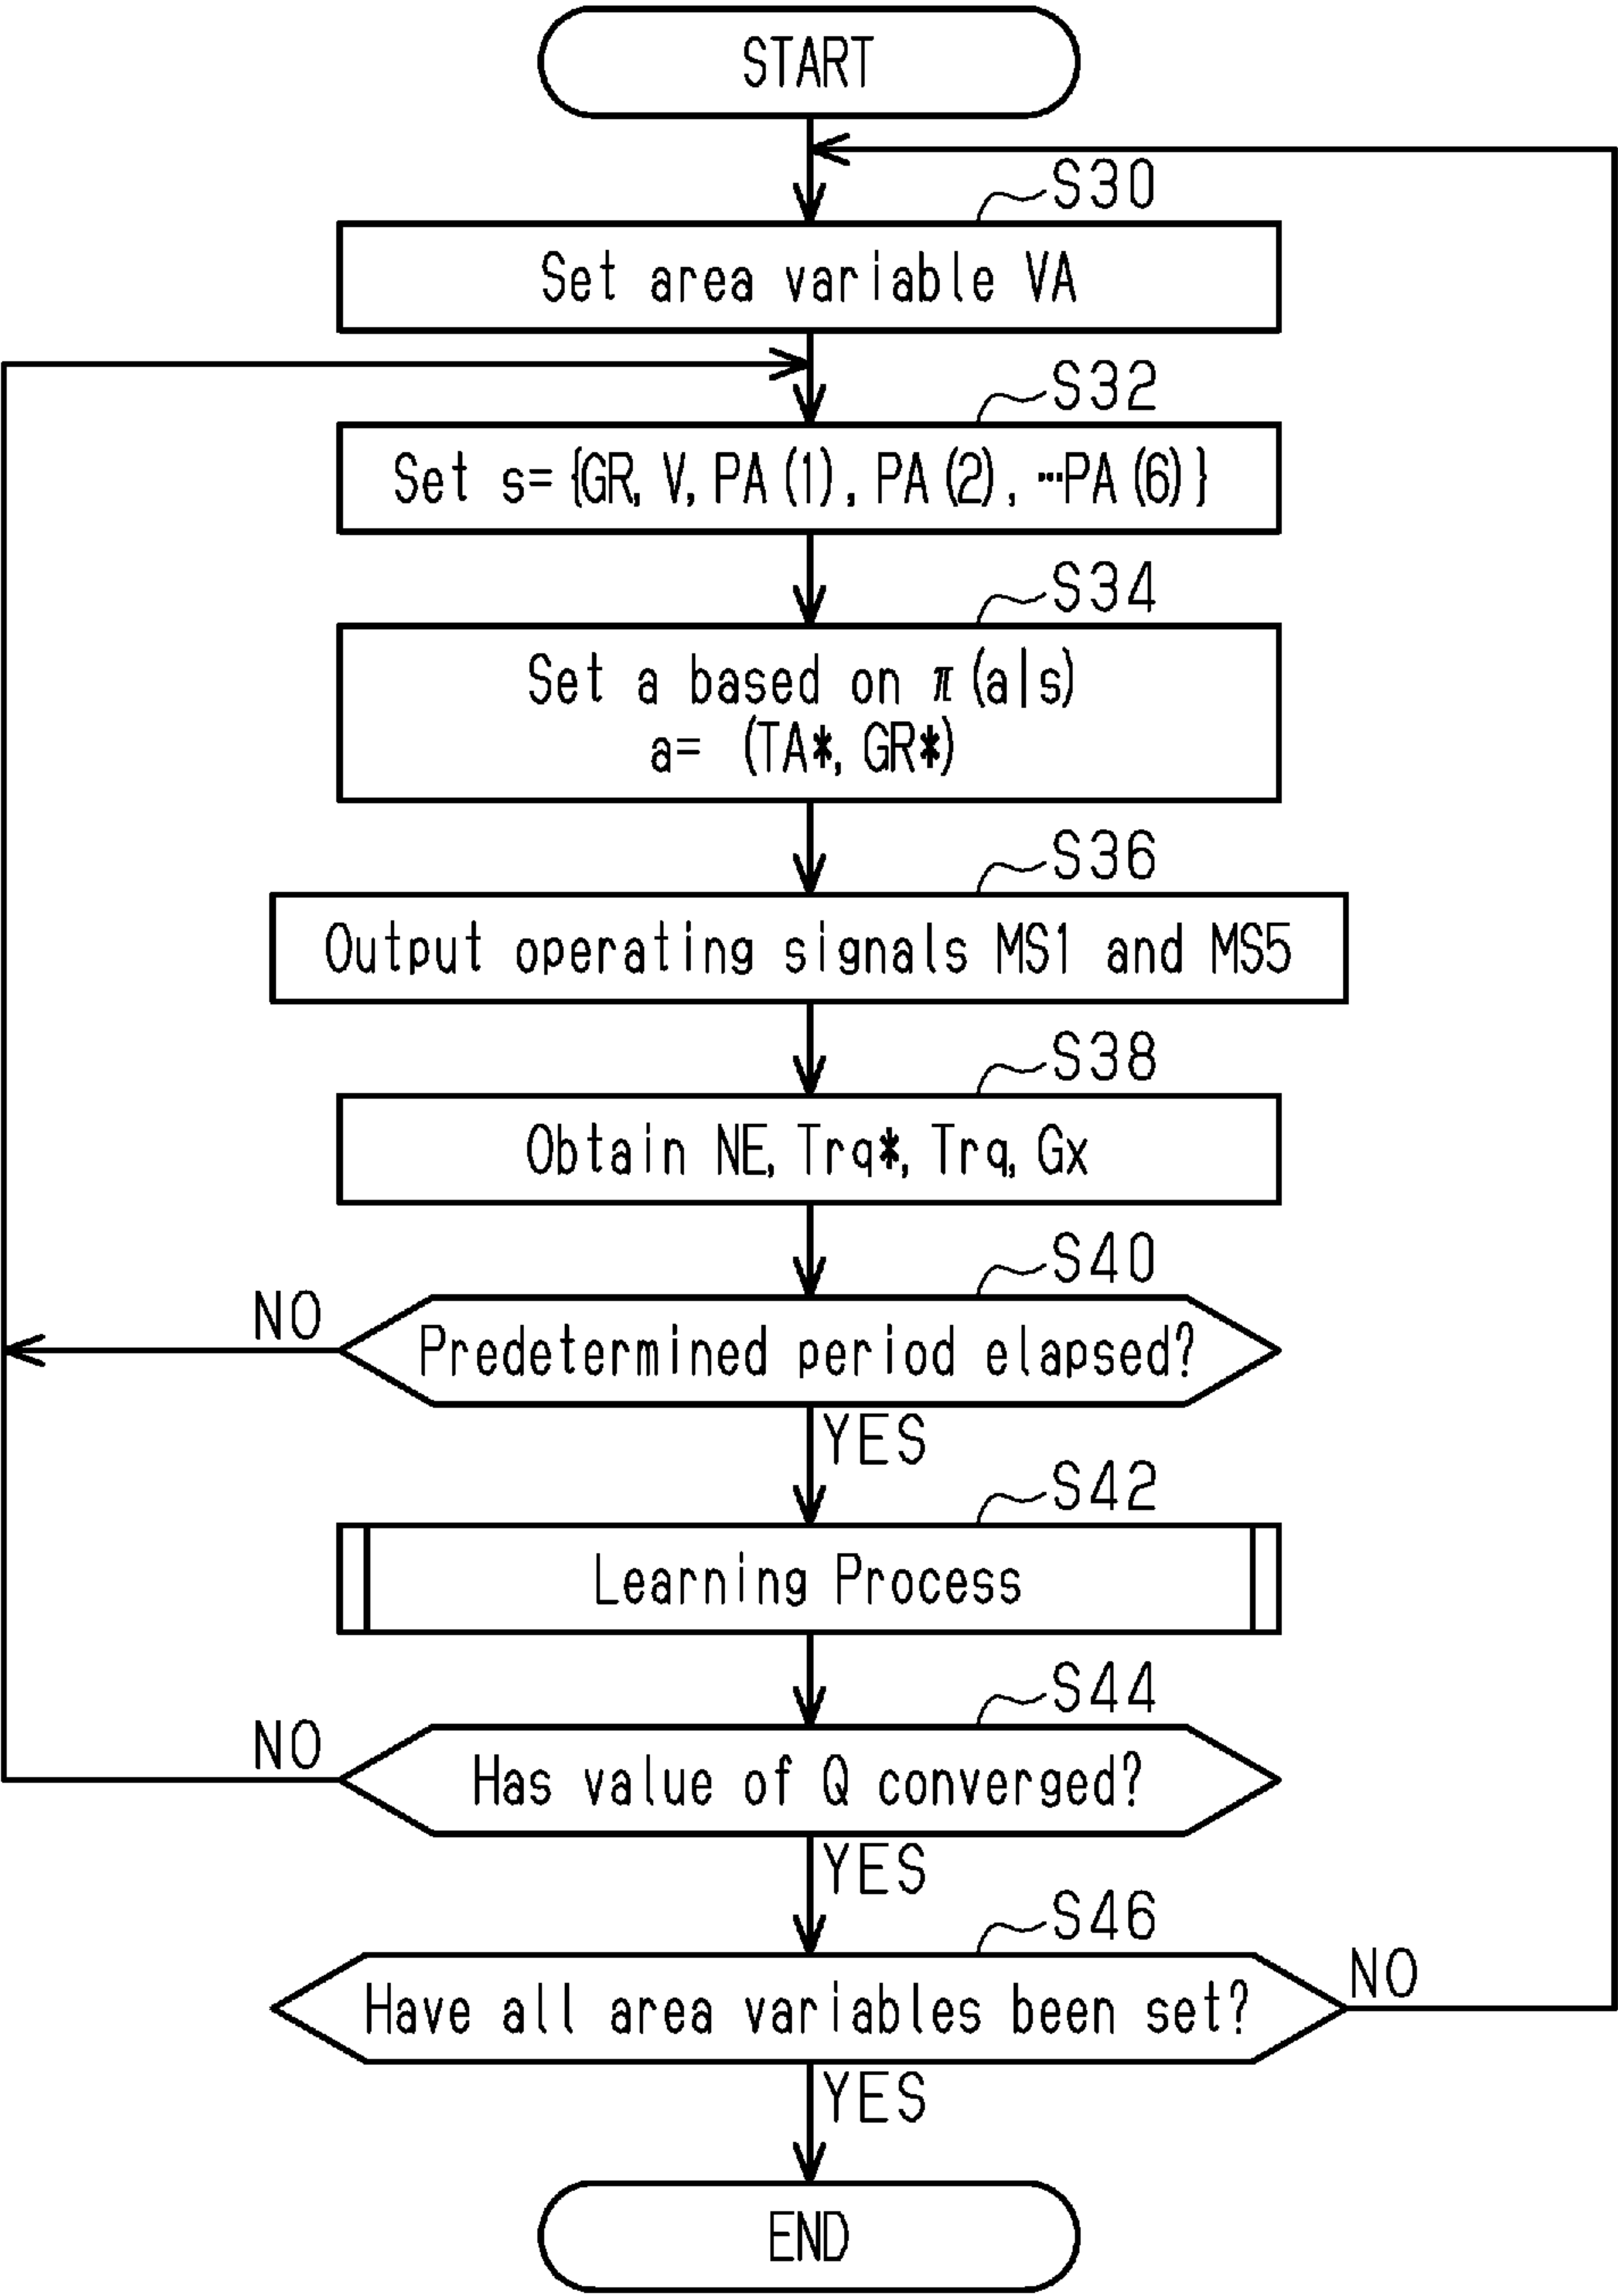 START
S30
Set area variable VA
S32
Set s={GR, V, PA(1), PA(2), ···PA(6)}
S34
Set a based on π(a|s)
a= (TA*, GR*)
S36
Output operating signals MS1 and MS5
S38
Obtain NE, Trq*, Trq, Gx
S40
NO
Predetermined period elapsed?
YES
S42
Learning Process
S44
NO
Has value of Q converged?
YES
S46
NO
Have all area variables been set?
YES
END